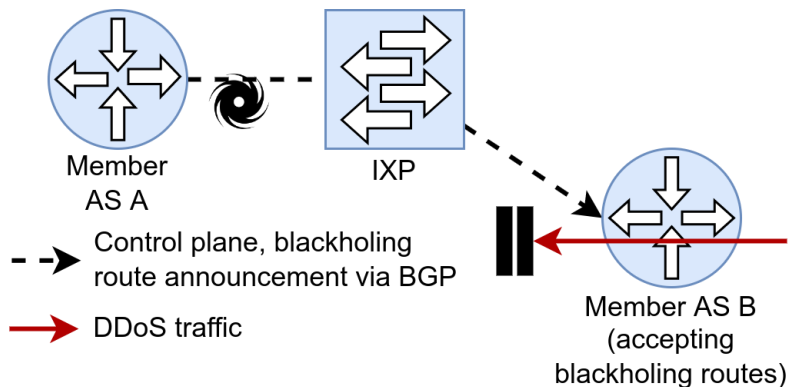 Member
AS A
IXP
Control plane, blackholing
route announcement via BGP
DDoS traffic
Member AS B
(accepting
blackholing routes)